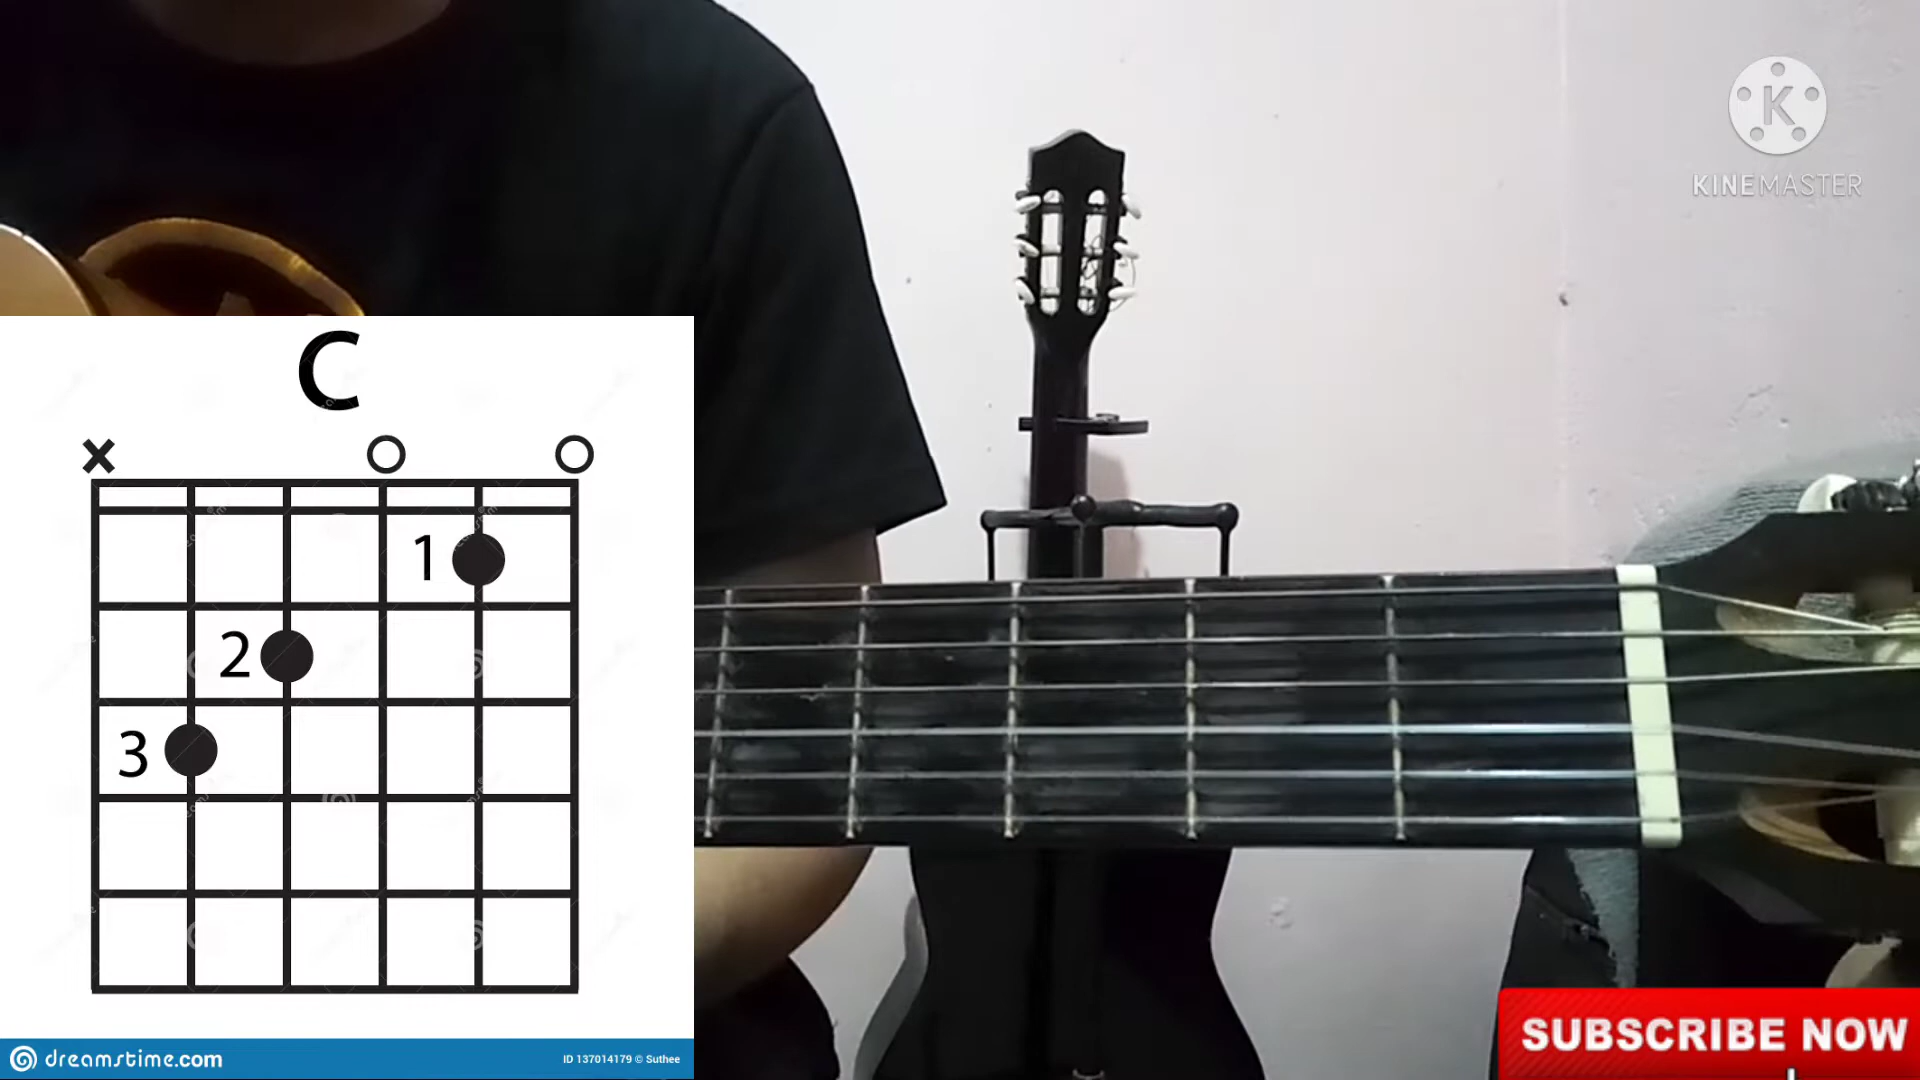 C
× ○ ○
1
2
3
dreamstime.com
ID 137014179 © Suthee
K
KINEMASTER
SUBSCRIBE NOW